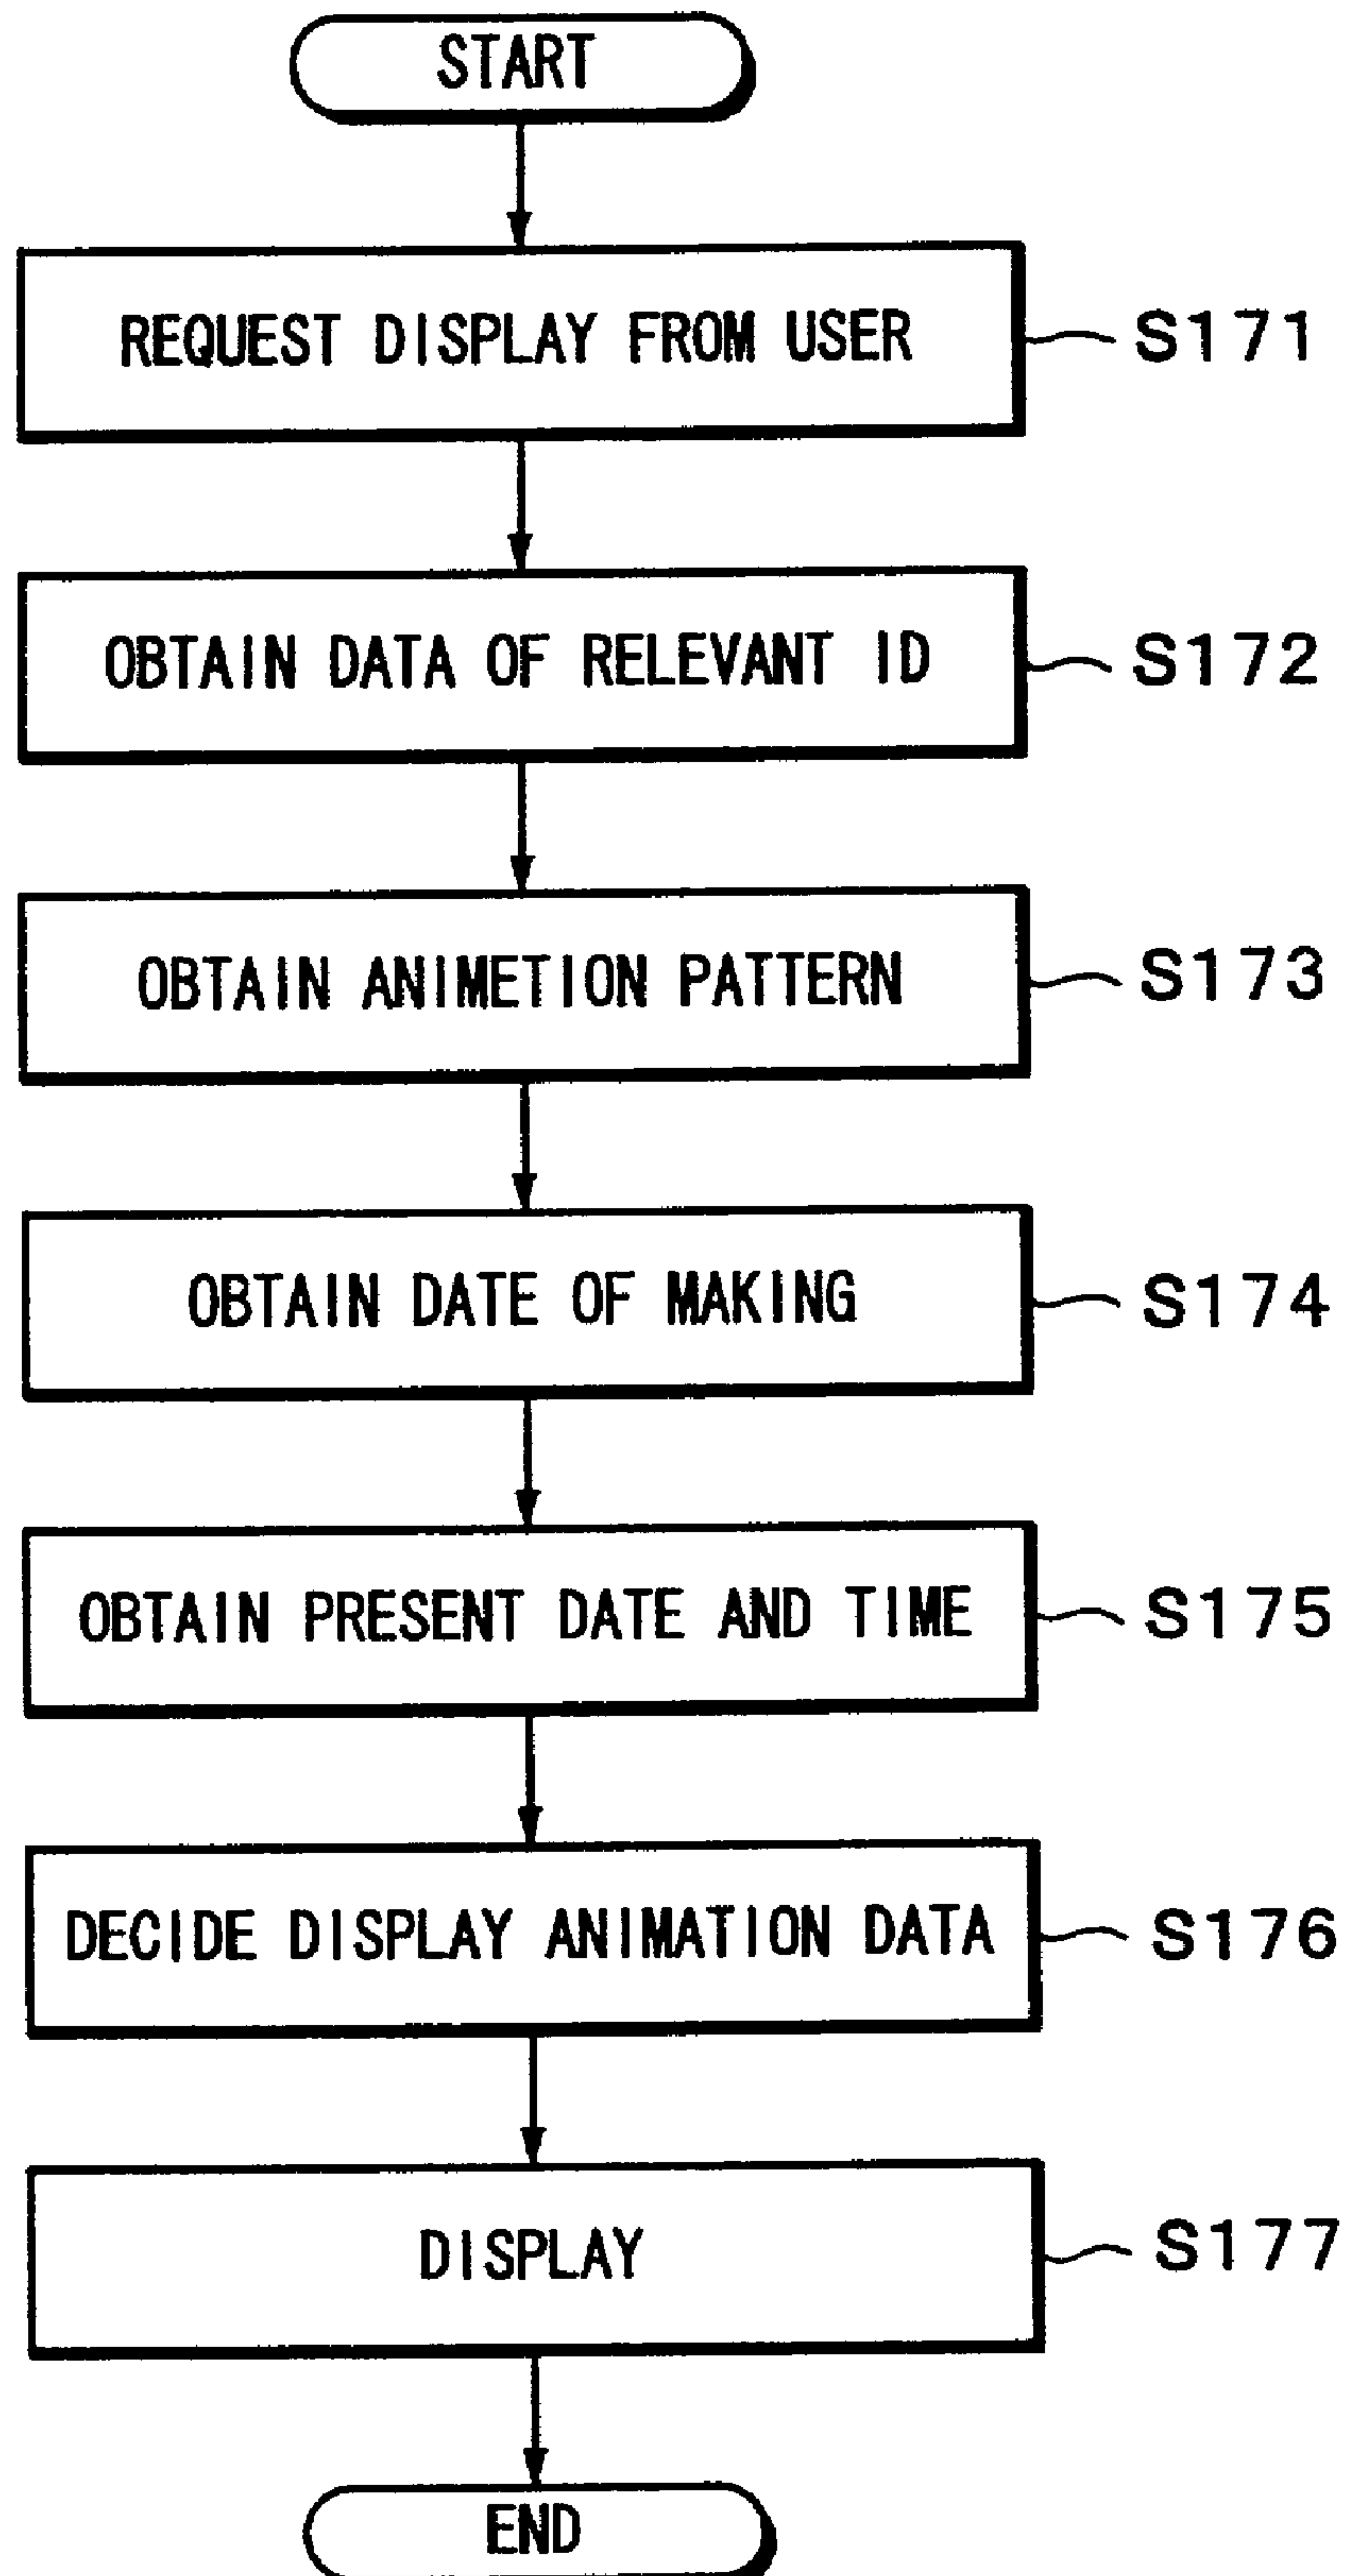 START
REQUEST DISPLAY FROM USER S171
OBTAIN DATA OF RELEVANT ID S172
OBTAIN ANIMETION PATTERN S173
OBTAIN DATE OF MAKING S174
OBTAIN PRESENT DATE AND TIME S175
DECIDE DISPLAY ANIMATION DATA S176
DISPLAY S177
END